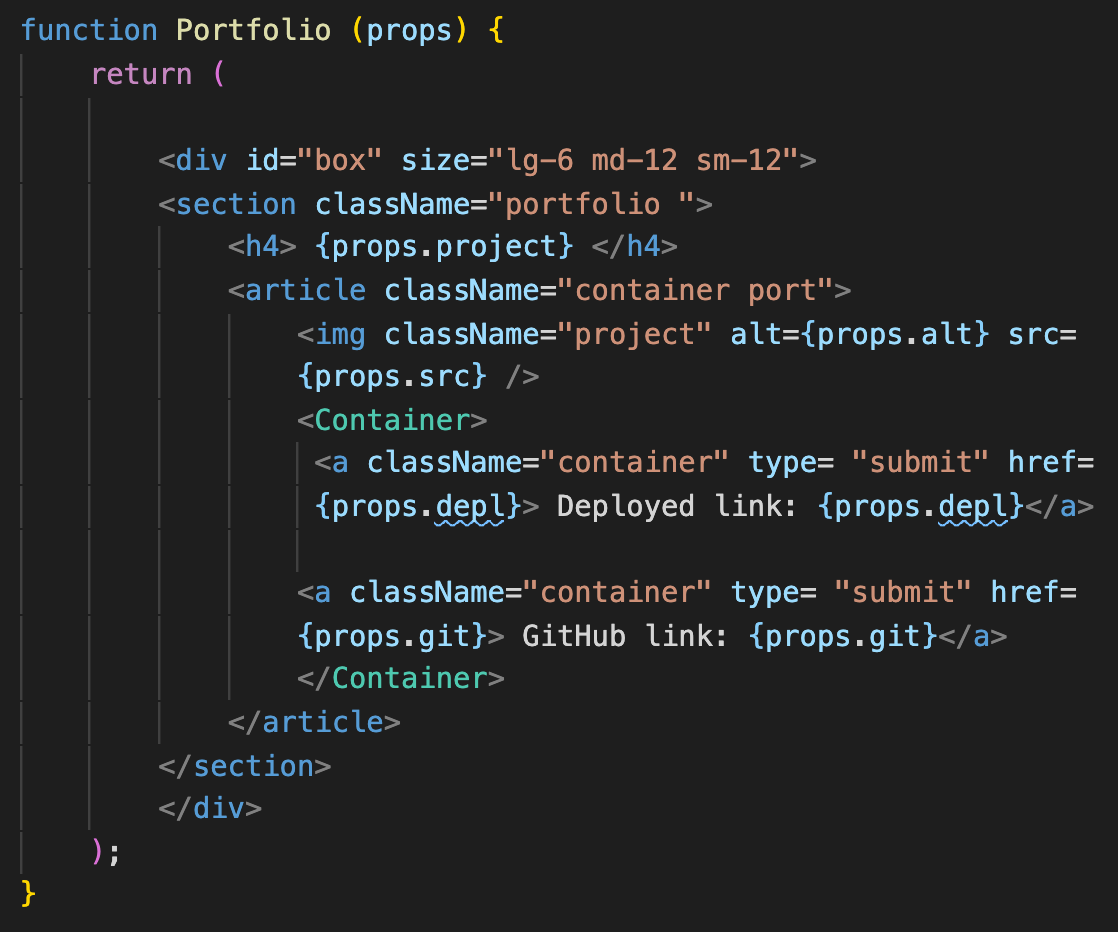 function Portfolio (props) {
    return (

        <div id="box" size="lg-6 md-12 sm-12">
        <section className="portfolio ">
            <h4> {props.project} </h4>
            <article className="container port">
                <img className="project" alt={props.alt} src=
                {props.src} />
                <Container>
                 <a className="container" type= "submit" href=
                 {props.depl}> Deployed link: {props.depl}</a>

                <a className="container" type= "submit" href=
                {props.git}> GitHub link: {props.git}</a>
                </Container>
            </article>
        </section>
        </div>
    );
}